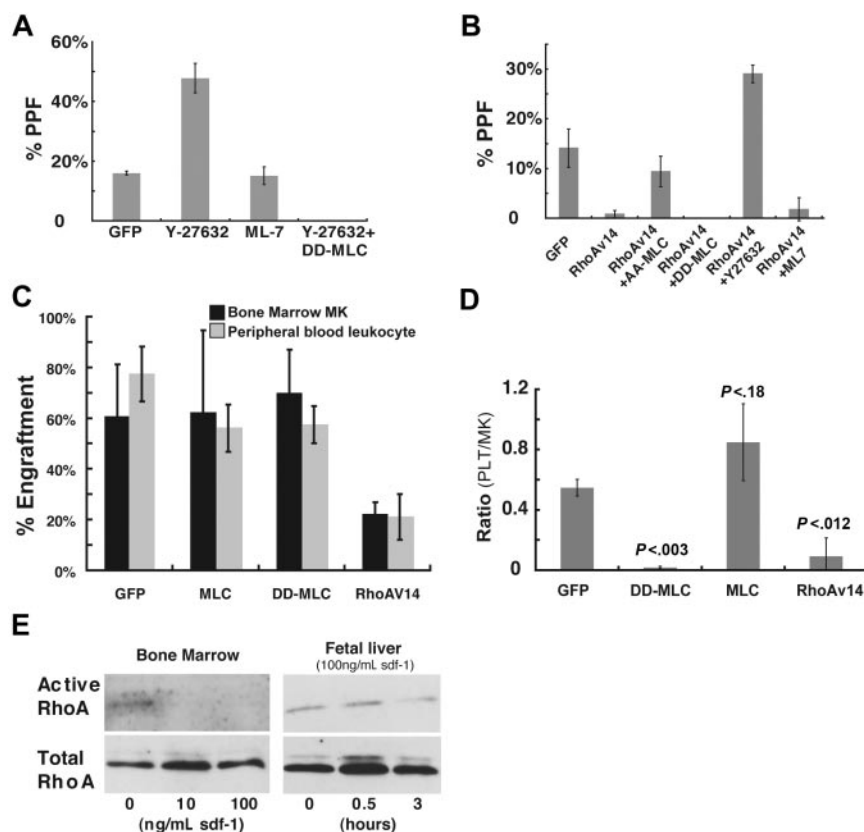 A
60%
40%
20%
0
% PPF
GFP
Y-27632
ML-7
Y-27632+
DD-MLC
B
30%
20%
10%
0
% PPF
GFP
RhoAv14
RhoAv14
+AA-MLC
RhoAv14
+DD-MLC
RhoAv14
+Y27632
RhoAv14
+ML7
C
100%
80%
60%
40%
20%
0%
% Engraftment
Bone Marrow MK
Peripheral blood leukocyte
GFP
MLC
DD-MLC
RhoAV14
D
1.2
0.8
0.4
0
Ratio (PLT/MK)
P<.003
P<.18
P<.012
GFP
DD-MLC
MLC
RhoAv14
E
Bone Marrow
Fetal liver
(100ng/mL sdf-1)
Active
RhoA
Total
RhoA
0 10 100
(ng/mL sdf-1)
0 0.5 3
(hours)